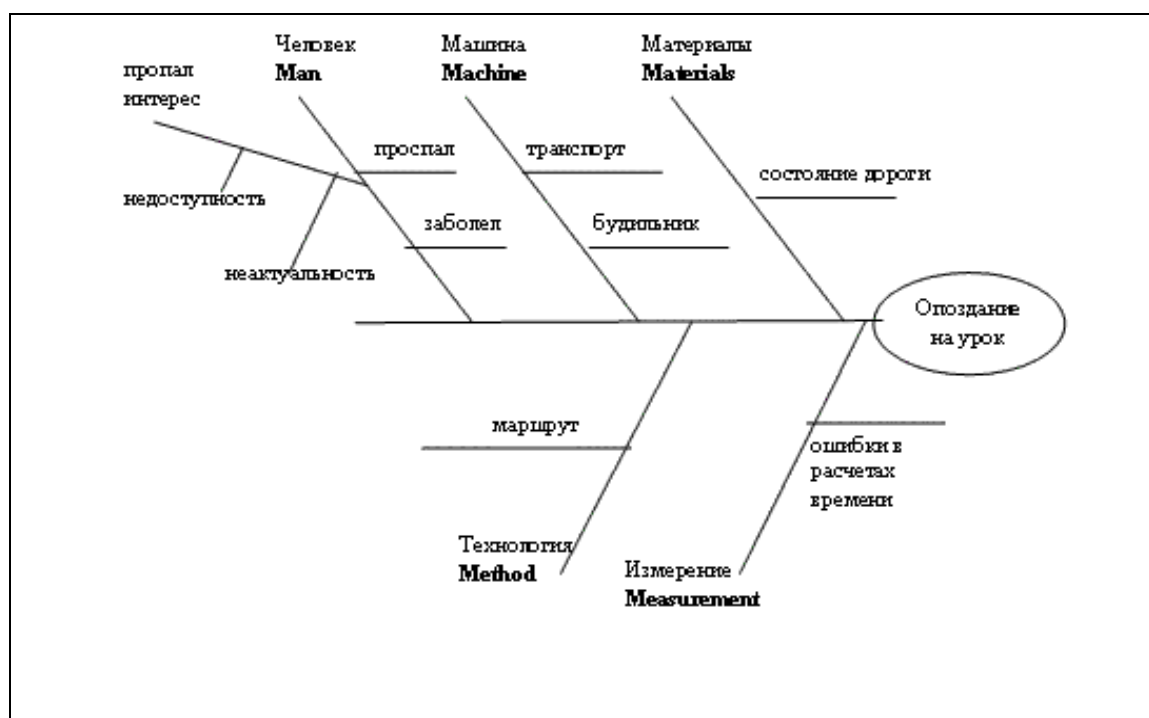 Человек
Man
Машина
Machine
Материалы
Materials
пропал
интерес
проспал
транспорт
состояние дороги
недоступность
заболел
будильник
неактуальность
Опоздание
на урок
маршрут
ошибки в
расчетах
времени
Технология
Method
Измерение
Measurement